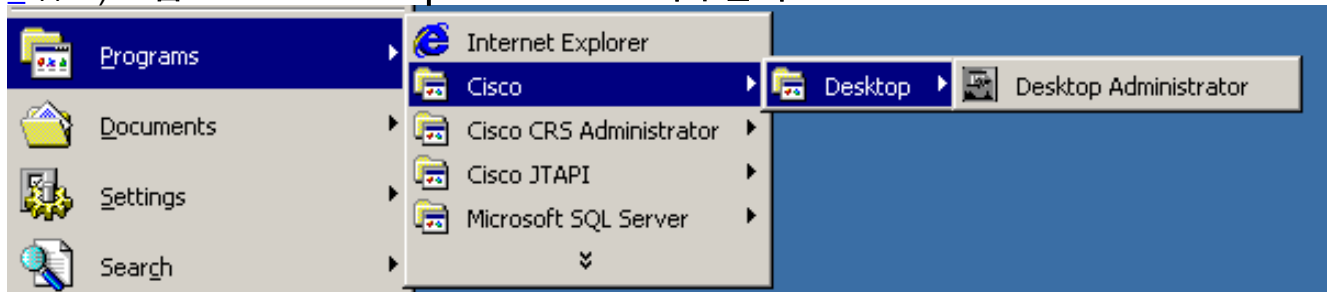 Programs
Documents
Settings
Search
Internet Explorer
Cisco
Cisco CRS Administrator
Cisco JTAPI
Microsoft SQL Server
Desktop
Desktop Administrator